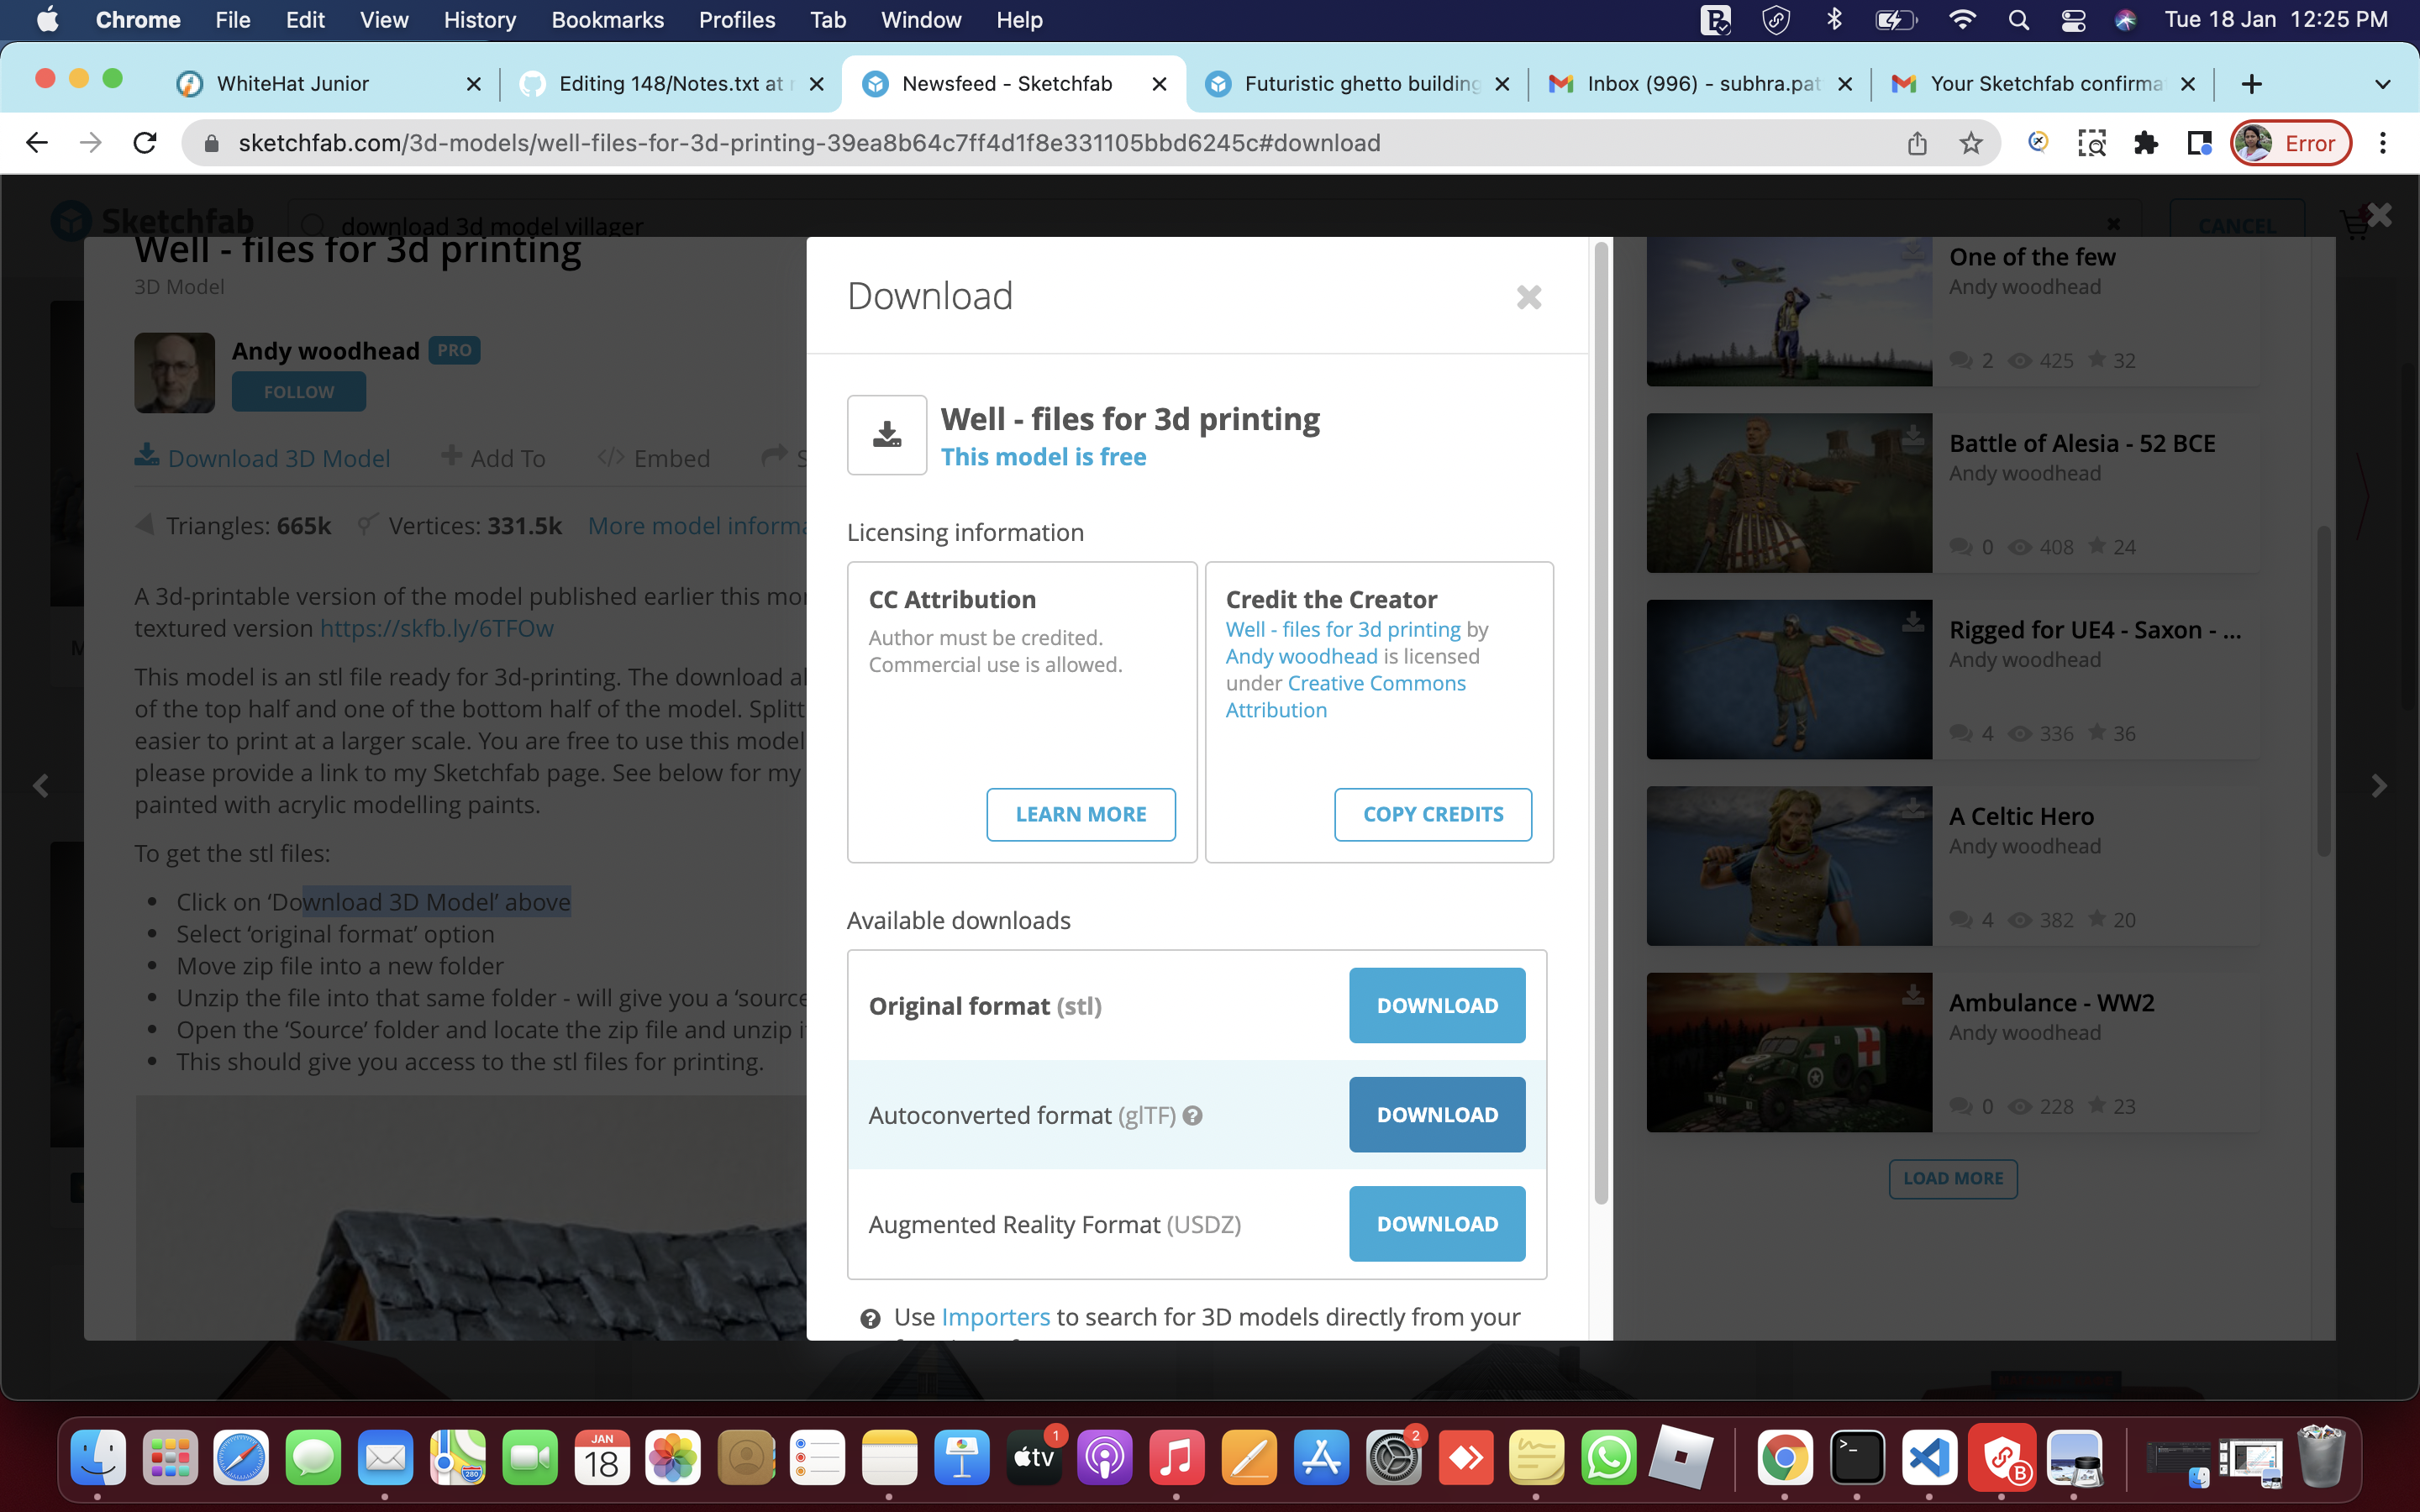 Chrome File Edit View History Bookmarks Profiles Tab Window Help Tue 18 Jan 12:25 PM
WhiteHat Junior Editing 148/Notes.txt at Newsfeed - Sketchfab Futuristic ghetto building Inbox (996) - subhra.pat Your Sketchfab confirma
sketchfab.com/3d-models/well-files-for-3d-printing-39ea8b64c7ff4d1f8e331105bbd6245c#download Error
Sketchfab download 3d model villager CANCEL
Well - files for 3d printing
3D Model
Andy woodhead PRO
FOLLOW
Download 3D Model Add To Embed S
Triangles: 665k Vertices: 331.5k More model informa
A 3d-printable version of the model published earlier this mo
textured version https://skfb.ly/6TFOw
This model is an stl file ready for 3d-printing. The download al
of the top half and one of the bottom half of the model. Splitt
easier to print at a larger scale. You are free to use this model
please provide a link to my Sketchfab page. See below for my
painted with acrylic modelling paints.
To get the stl files:
• Click on ‘Download 3D Model’ above
• Select ‘original format’ option
• Move zip file into a new folder
• Unzip the file into that same folder - will give you a ‘source
• Open the ‘Source’ folder and locate the zip file and unzip i
• This should give you access to the stl files for printing.
Download
Well - files for 3d printing
This model is free
Licensing information
CC Attribution
Author must be credited.
Commercial use is allowed.
LEARN MORE
Credit the Creator
Well - files for 3d printing by
Andy woodhead is licensed
under Creative Commons
Attribution
COPY CREDITS
Available downloads
Original format (stl) DOWNLOAD
Autoconverted format (glTF) DOWNLOAD
Augmented Reality Format (USDZ) DOWNLOAD
Use Importers to search for 3D models directly from your
One of the few
Andy woodhead
2 425 32
Battle of Alesia - 52 BCE
Andy woodhead
0 408 24
Rigged for UE4 - Saxon - ...
Andy woodhead
4 336 36
A Celtic Hero
Andy woodhead
4 382 20
Ambulance - WW2
Andy woodhead
0 228 23
LOAD MORE
JAN
18
280
tv
1
2